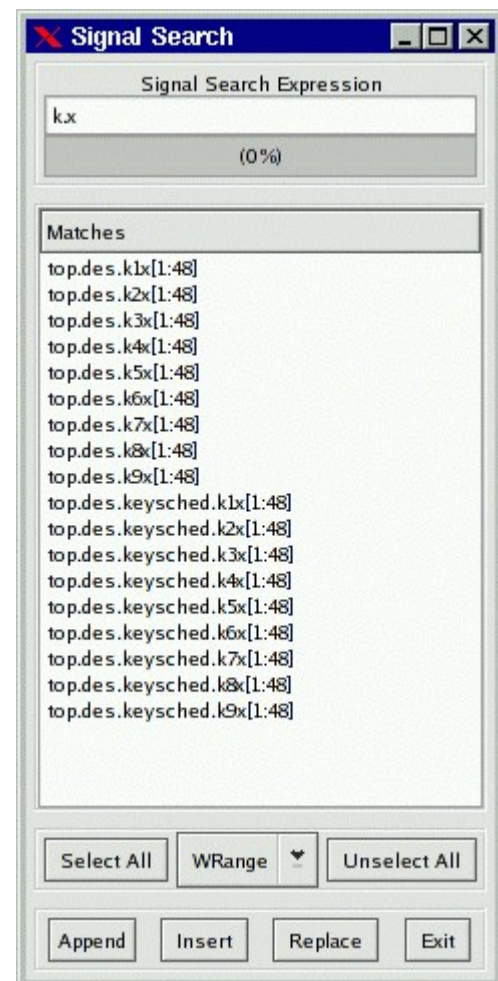 Signal Search
Signal Search Expression
k.x
(0%)
Matches
top.des.k1x[1:48]
top.des.k2x[1:48]
top.des.k3x[1:48]
top.des.k4x[1:48]
top.des.k5x[1:48]
top.des.k6x[1:48]
top.des.k7x[1:48]
top.des.k8x[1:48]
top.des.k9x[1:48]
top.des.keysched.k1x[1:48]
top.des.keysched.k2x[1:48]
top.des.keysched.k3x[1:48]
top.des.keysched.k4x[1:48]
top.des.keysched.k5x[1:48]
top.des.keysched.k6x[1:48]
top.des.keysched.k7x[1:48]
top.des.keysched.k8x[1:48]
top.des.keysched.k9x[1:48]
Select All WRange Unselect All
Append Insert Replace Exit